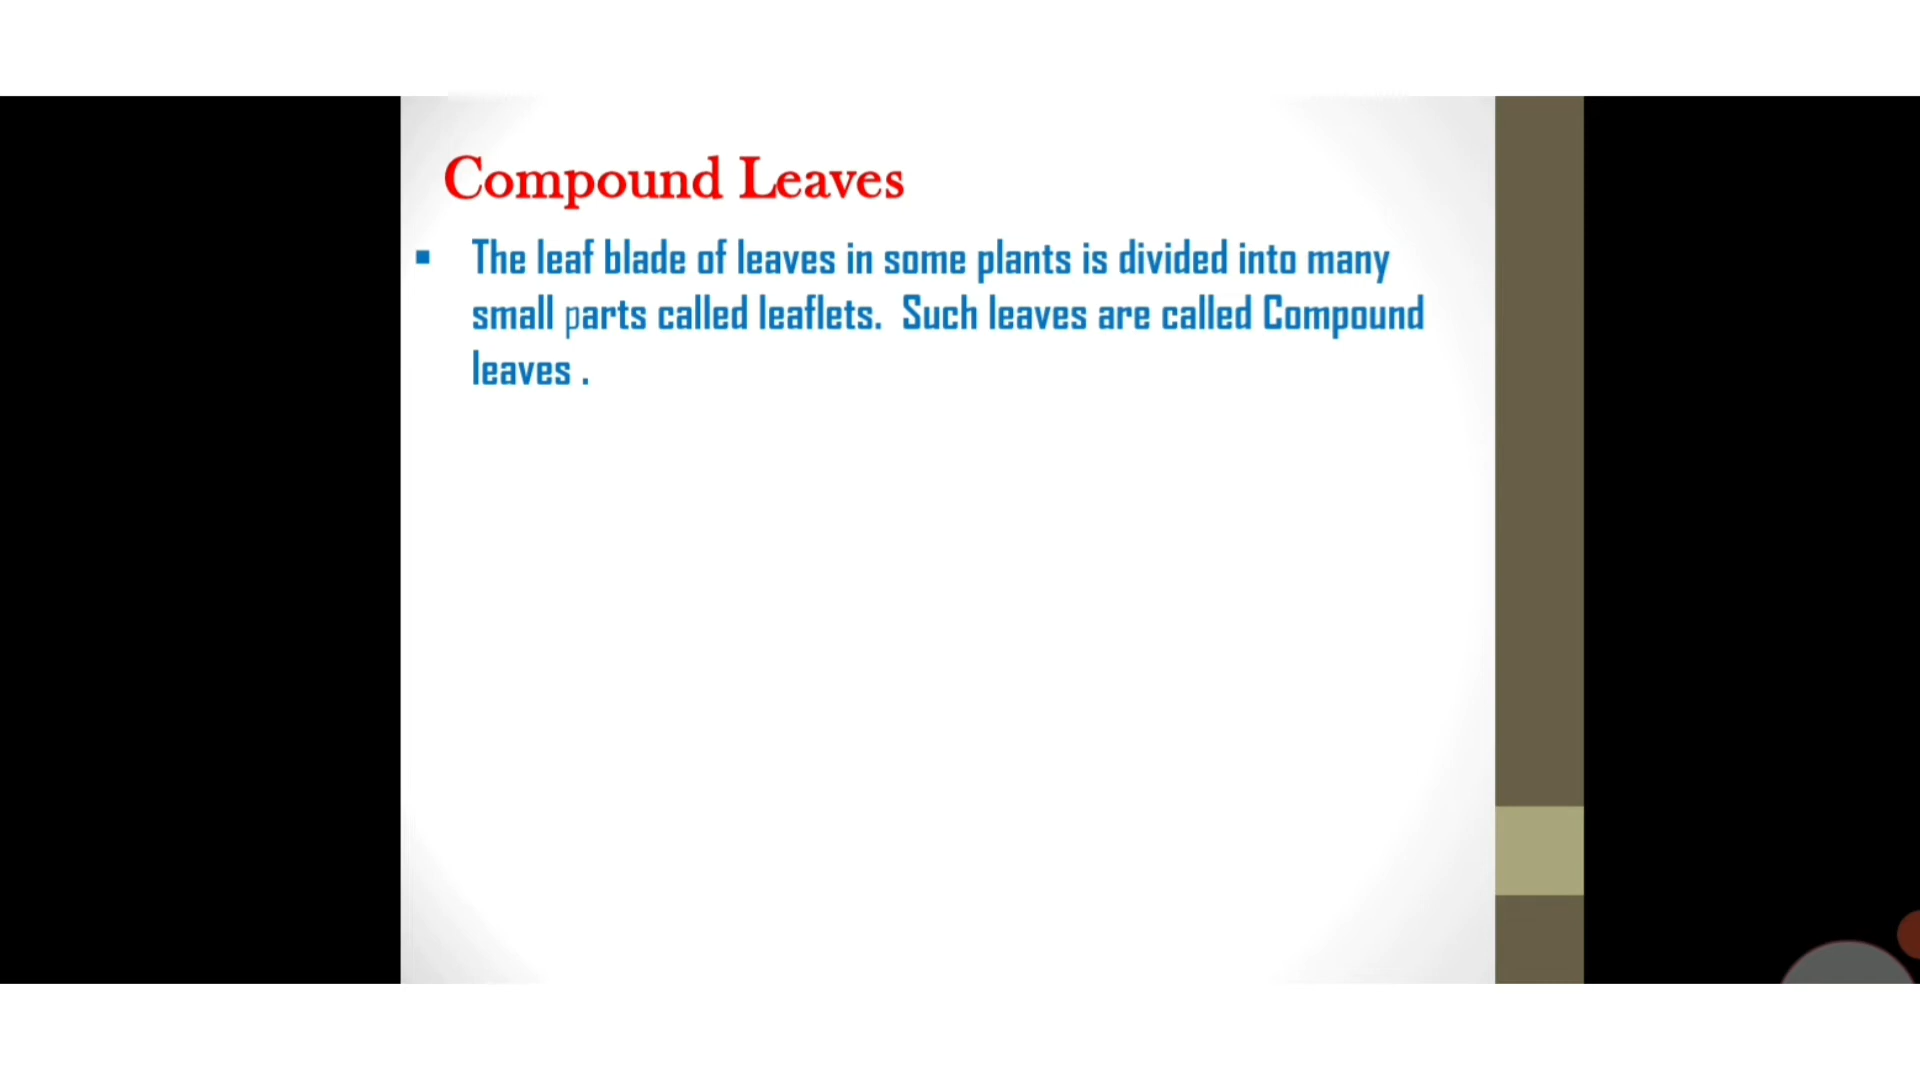 Compound Leaves
▪ The leaf blade of leaves in some plants is divided into many
small parts called leaflets.  Such leaves are called Compound
leaves .